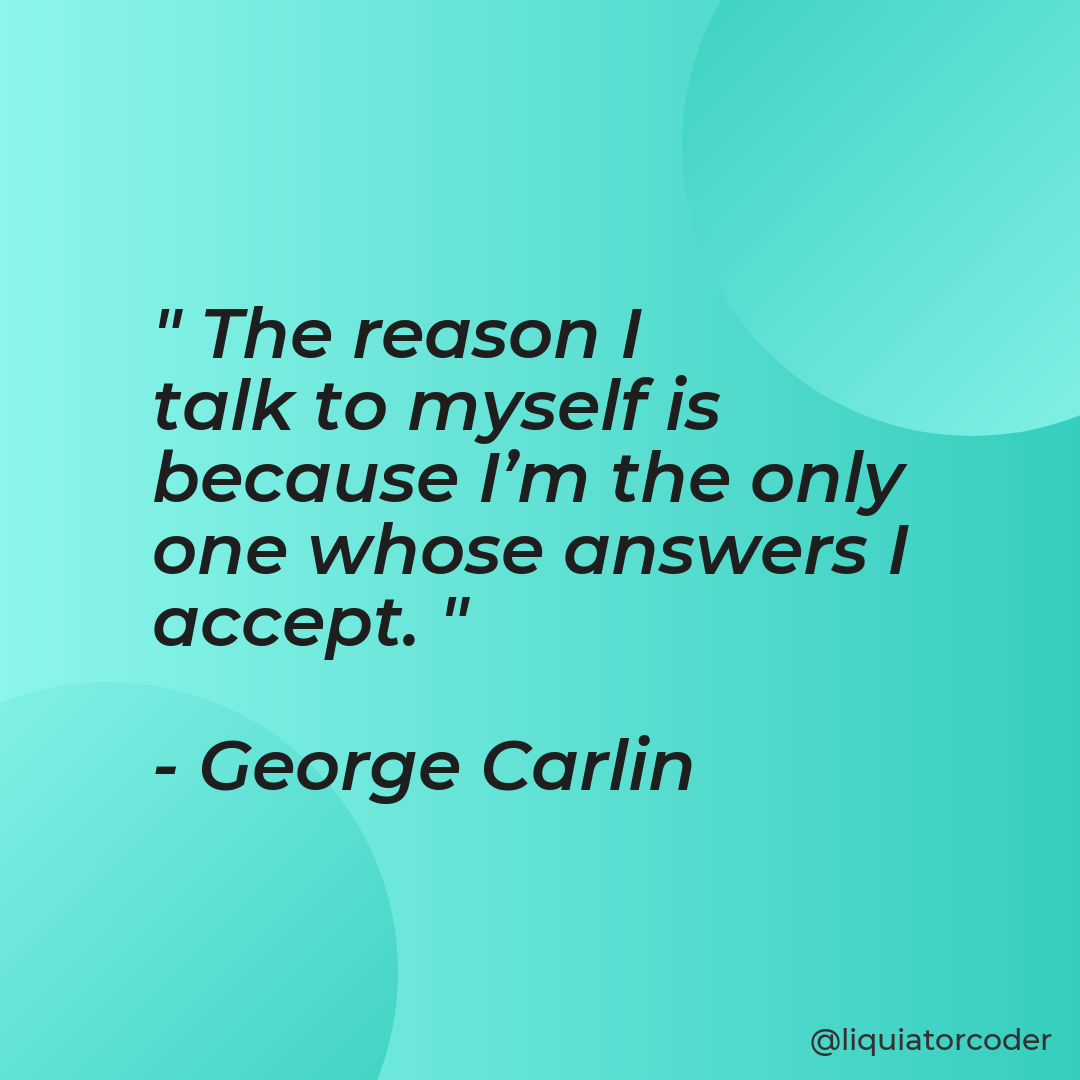 " The reason I
talk to myself is
because I’m the only
one whose answers I
accept. "
- George Carlin
@liquiatorcoder